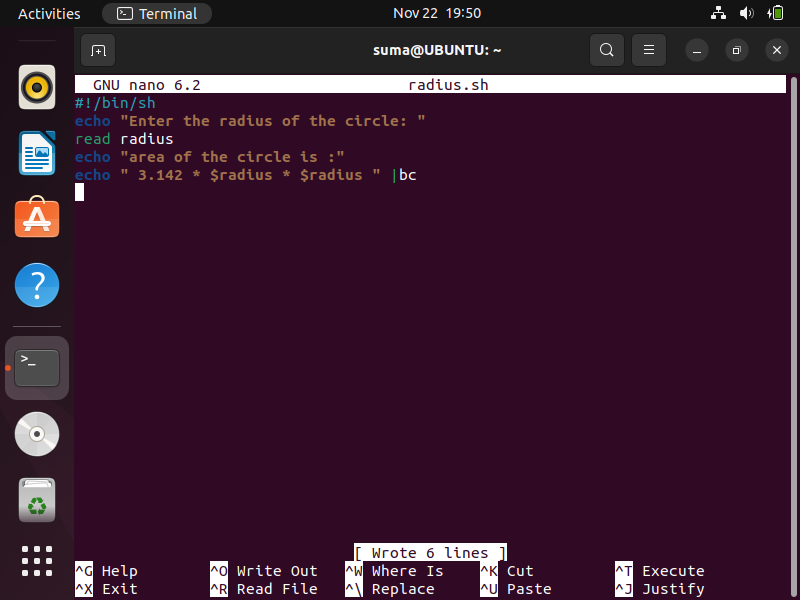 Activities Terminal Nov 22 19:50
suma@UBUNTU: ~
GNU nano 6.2 radius.sh
#!/bin/sh
echo "Enter the radius of the circle: "
read radius
echo "area of the circle is :"
echo " 3.142 * $radius * $radius " |bc
[ Wrote 6 lines ]
^G Help ^O Write Out ^W Where Is ^K Cut ^T Execute
^X Exit ^R Read File ^\ Replace ^U Paste ^J Justify